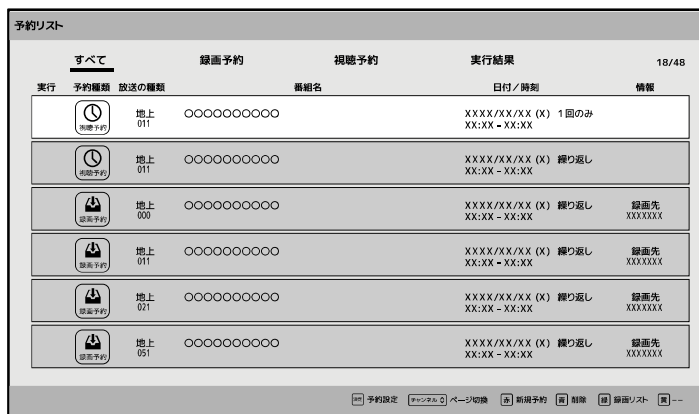 予約リスト
すべて 録画予約 視聴予約 実行結果 18/48
実行 予約種類 放送の種類 番組名 日付/時刻 情報
視聴予約 地上 011 ○○○○○○○○○○ XXXX/XX/XX (X) 1回のみ
XX:XX - XX:XX
視聴予約 地上 011 ○○○○○○○○○○ XXXX/XX/XX (X) 繰り返し
XX:XX - XX:XX
録画予約 地上 000 ○○○○○○○○○○ XXXX/XX/XX (X) 繰り返し 録画先
XX:XX - XX:XX XXXXXXX
録画予約 地上 011 ○○○○○○○○○○ XXXX/XX/XX (X) 繰り返し 録画先
XX:XX - XX:XX XXXXXXX
録画予約 地上 021 ○○○○○○○○○○ XXXX/XX/XX (X) 繰り返し 録画先
XX:XX - XX:XX XXXXXXX
録画予約 地上 051 ○○○○○○○○○○ XXXX/XX/XX (X) 繰り返し 録画先
XX:XX - XX:XX XXXXXXX
予約設定 チャンネル ページ切換 赤 新規予約 青 削除 緑 録画リスト 黄 --